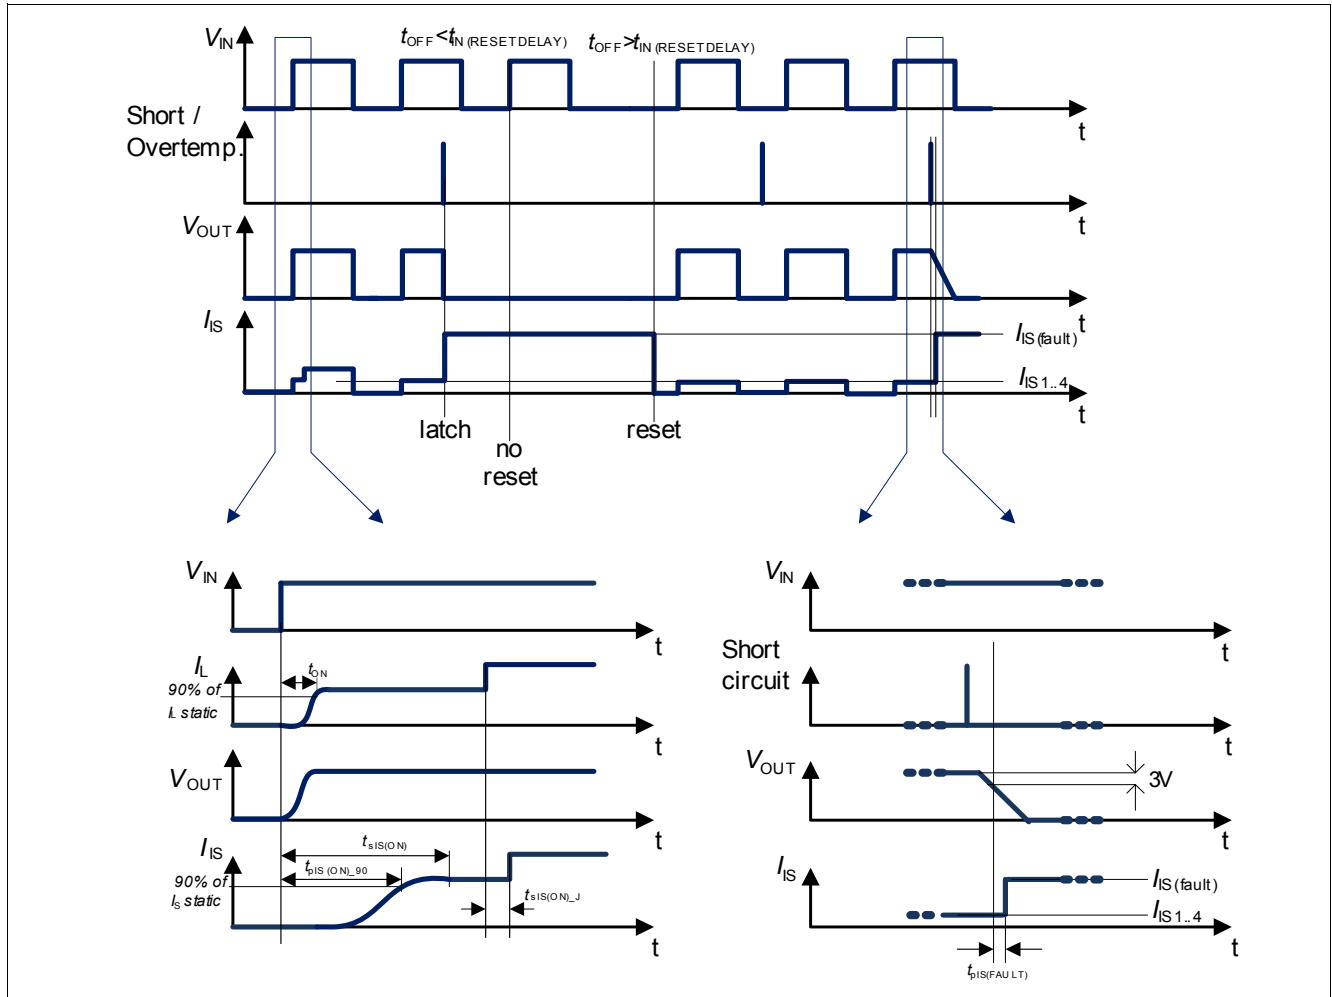 VIN
tOFF<tIN(RESETDELAY)
tOFF>tIN(RESETDELAY)
t
Short /
Overtemp.
t
VOUT
t
IIS
IIS(fault)
IIS1..4
t
latch
no
reset
reset
VIN
t
IL
tON
90% of
IL static
t
VOUT
t
IIS
tsIS(ON)
tpIS(ON)_90
90% of
IS static
tsIS(ON)_J
t
VIN
t
Short
circuit
t
VOUT
3V
t
IIS
IIS(fault)
IIS1..4
t
tpIS(FAULT)